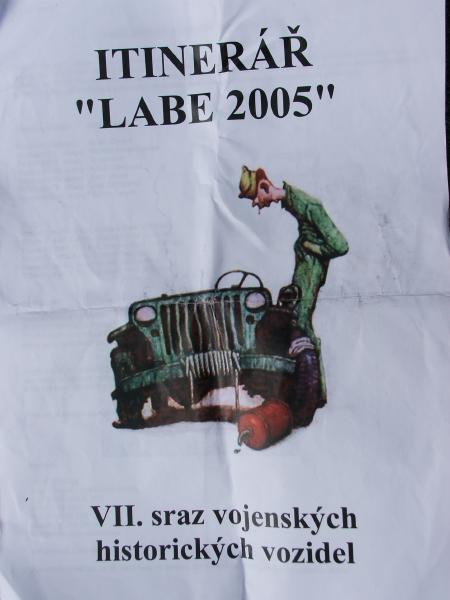 ITINERÁŘ
"LABE 2005"
VII. sraz vojenských
historických vozidel